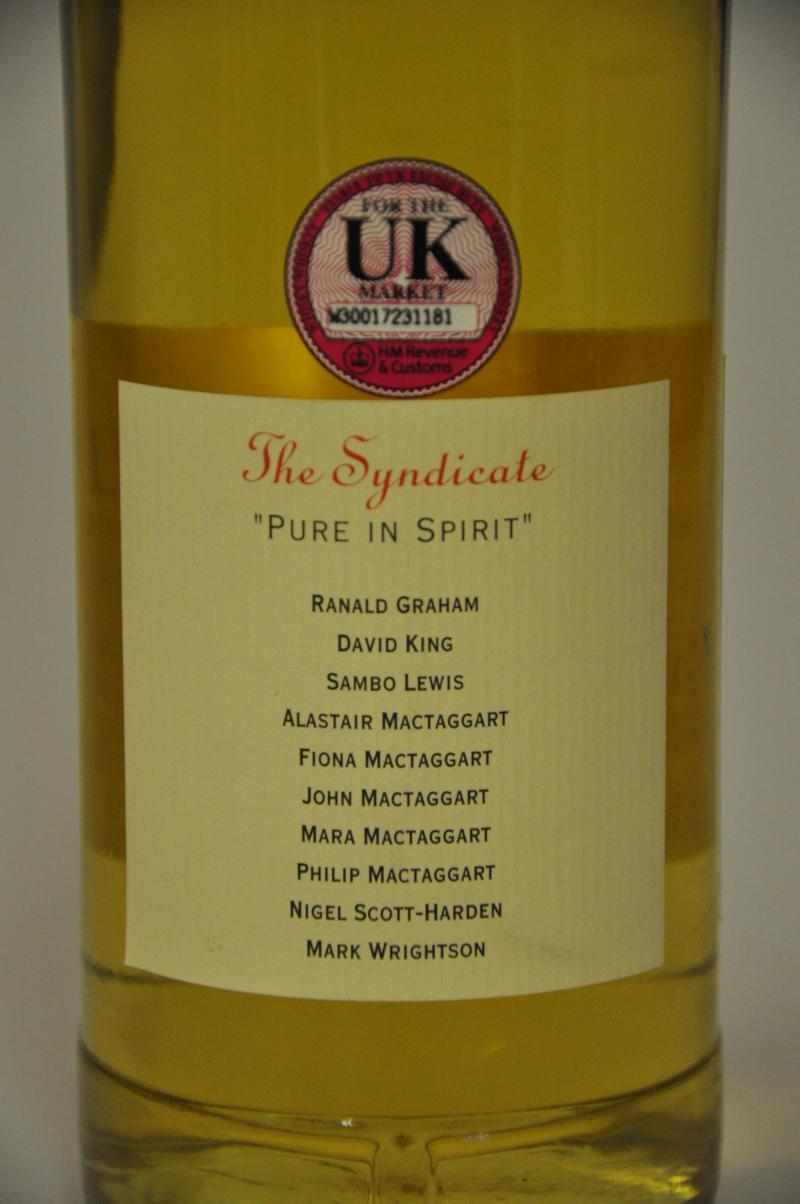 FOR THE
UK
MARKET
W30017231181
HM Revenue
& Customs
The Syndicate
"PURE IN SPIRIT"
RANALD GRAHAM
DAVID KING
SAMBO LEWIS
ALASTAIR MACTAGGART
FIONA MACTAGGART
JOHN MACTAGGART
MARA MACTAGGART
PHILIP MACTAGGART
NIGEL SCOTT-HARDEN
MARK WRIGHTSON